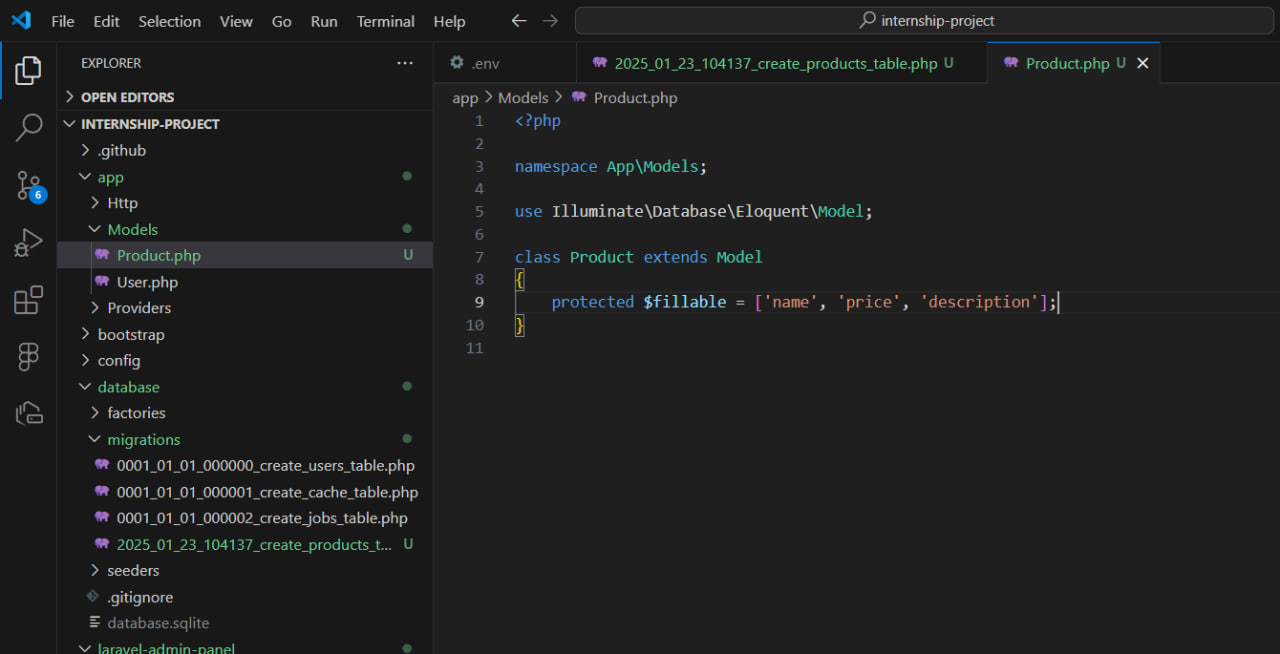 File Edit Selection View Go Run Terminal Help internship-project
EXPLORER
OPEN EDITORS
INTERNSHIP-PROJECT
.github
app
Http
Models
Product.php U
User.php
Providers
bootstrap
config
database
factories
migrations
0001_01_01_000000_create_users_table.php
0001_01_01_000001_create_cache_table.php
0001_01_01_000002_create_jobs_table.php
2025_01_23_104137_create_products_t... U
seeders
.gitignore
database.sqlite
laravel-admin-panel
6
.env 2025_01_23_104137_create_products_table.php U Product.php U
app > Models > Product.php
1 <?php
2
3 namespace App\Models;
4
5 use Illuminate\Database\Eloquent\Model;
6
7 class Product extends Model
8 {
9 protected $fillable = ['name', 'price', 'description'];
10 }
11